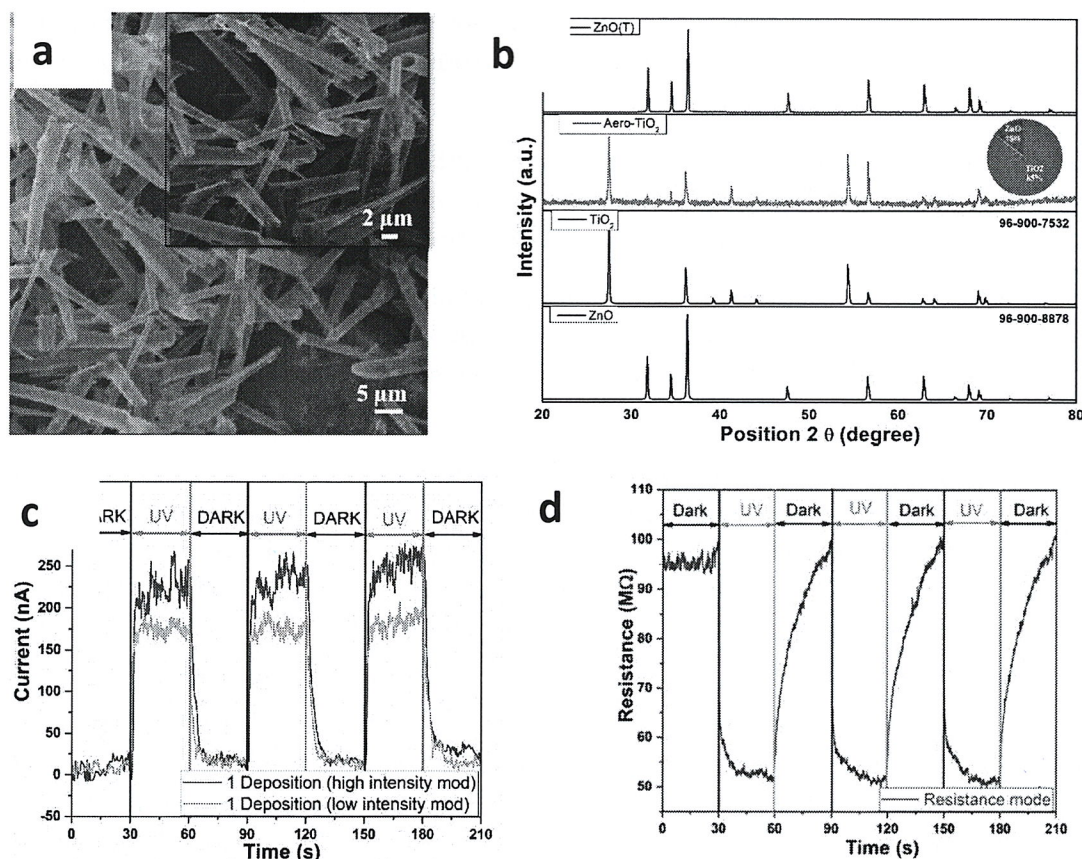 a
2 µm
5 µm
b
ZnO(T)
Aero-TiO₂
ZnO
TiO2
TiO₂
96-900-7532
ZnO
96-900-8878
Intensity (a.u.)
20 30 40 50 60 70 80
Position 2 θ (degree)
c
DARK UV DARK UV DARK UV DARK
250
200
150
100
50
0
-50
Current (nA)
1 Deposition (high intensity mod)
1 Deposition (low intensity mod)
0 30 60 90 120 150 180 210
Time (s)
d
Dark UV Dark UV Dark UV Dark
110
100
90
80
70
60
50
Resistance (MΩ)
Resistance mode
0 30 60 90 120 150 180 210
Time (s)